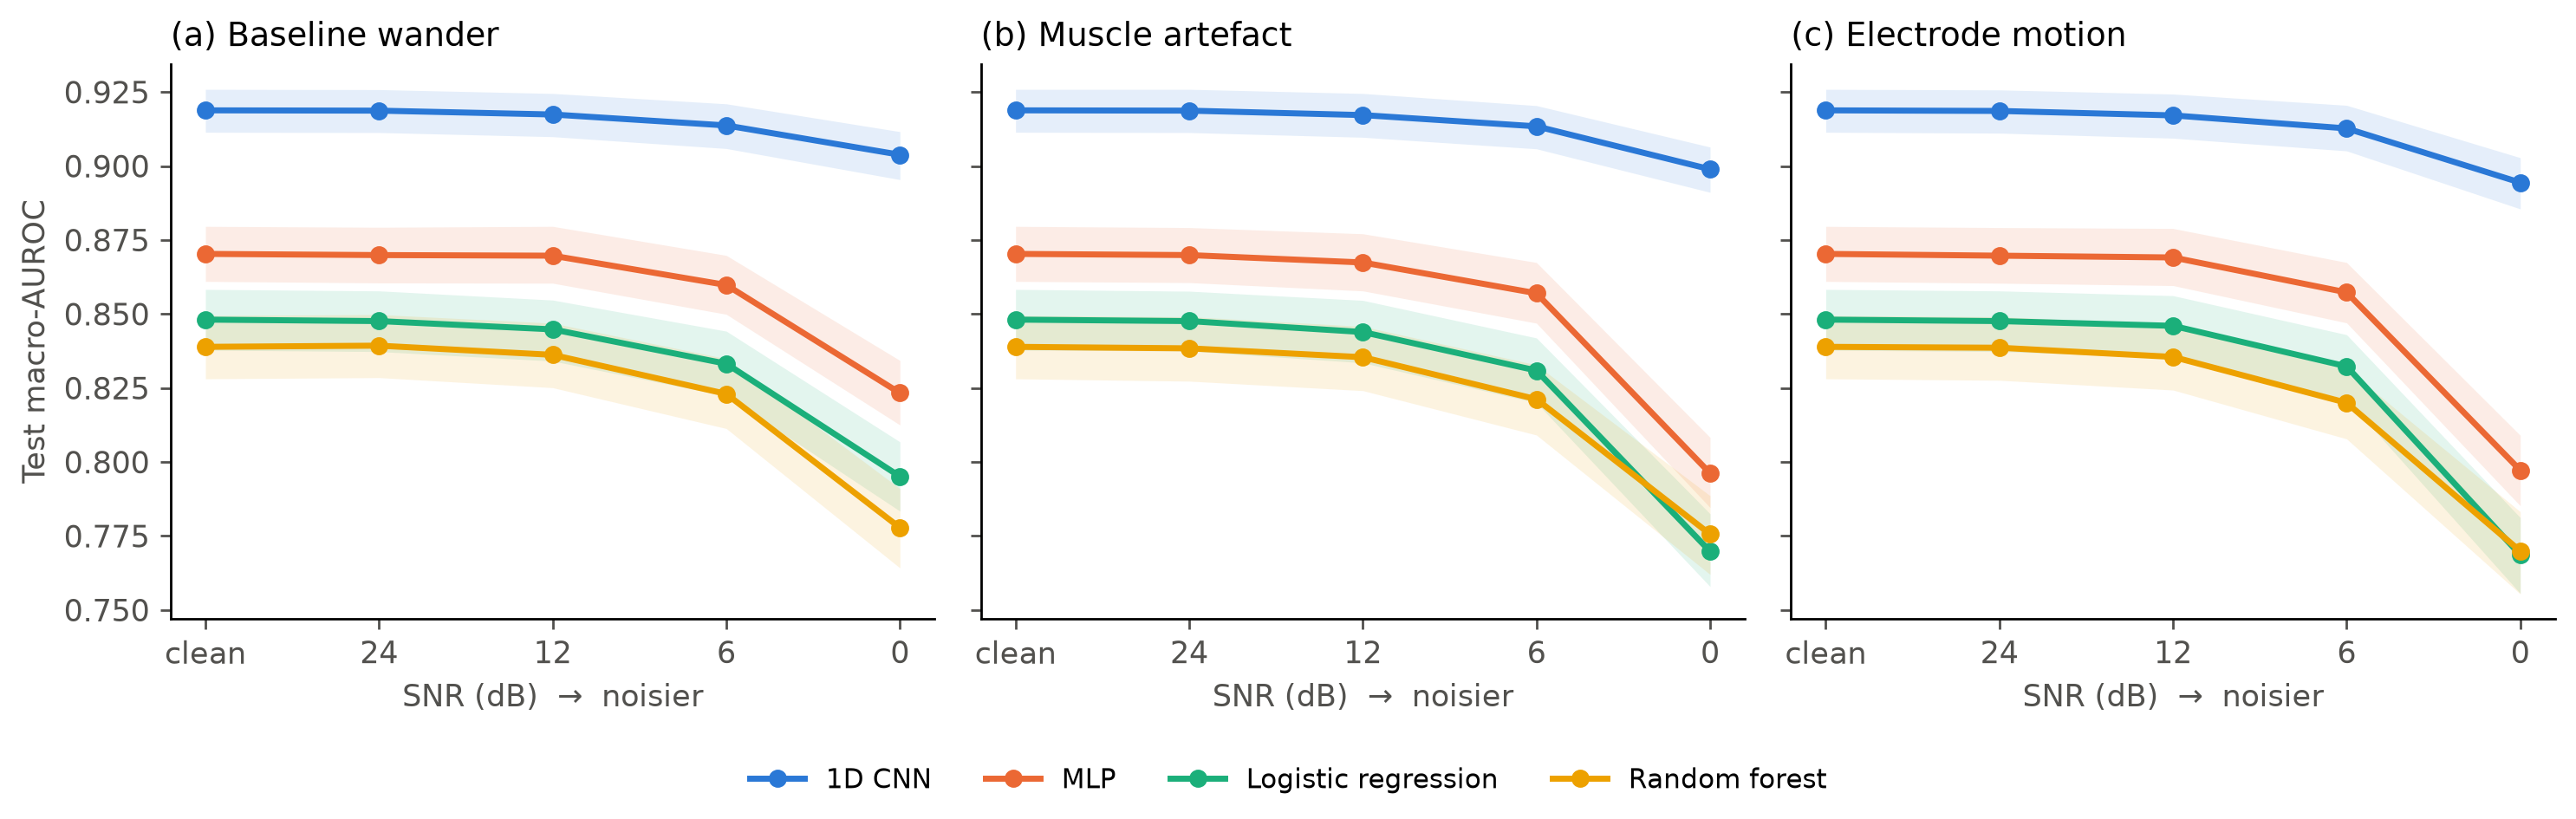 (a) Baseline wander
(b) Muscle artefact
(c) Electrode motion
Test macro-AUROC
0.925
0.900
0.875
0.850
0.825
0.800
0.775
0.750
clean 24 12 6 0
clean 24 12 6 0
clean 24 12 6 0
SNR (dB) → noisier
SNR (dB) → noisier
SNR (dB) → noisier
1D CNN MLP Logistic regression Random forest